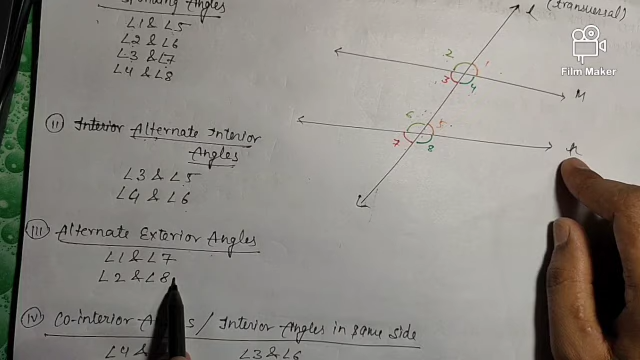 Angles
∠1 & ∠5
∠2 & ∠6
∠3 & ∠7
∠4 & ∠8
(II) Interior Alternate Interior
Angles
∠3 & ∠5
∠4 & ∠6
(III) Alternate Exterior Angles
∠1 & ∠7
∠2 & ∠8
(IV) Co-interior / Interior Angles in same side
∠4 & ∠3 & ∠6
l (transversal)
2 1
3 4
M
6 5
7 8
Film Maker